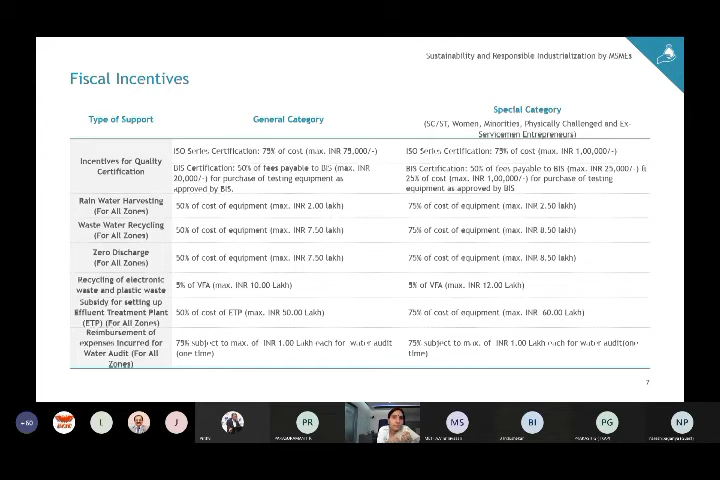 Sustainability and Responsible Industrialization by MSMEs
Fiscal Incentives
Type of Support
General Category
Special Category
(SC/ST, Women, Minorities, Physically Challenged and Ex-
Servicemen Entrepreneurs)
Incentives for Quality
Certification
ISO Series Certification: 75% of cost (max. INR 75,000/-)
BIS Certification: 50% of fees payable to BIS (max. INR
20,000/-) for purchase of testing equipment as
approved by BIS.
ISO Series Certification: 75% of cost (max. INR 1,00,000/-)
BIS Certification: 50% of fees payable to BIS (max. INR 25,000/-) &
25% of cost (max. INR 1,00,000/-) for purchase of testing
equipment as approved by BIS
Rain Water Harvesting
(For All Zones)
50% of cost of equipment (max. INR 2.00 lakh)
75% of cost of equipment (max. INR 2.50 lakh)
Waste Water Recycling
(For All Zones)
50% of cost of equipment (max. INR 7.50 lakh)
75% of cost of equipment (max. INR 8.50 lakh)
Zero Discharge
(For All Zones)
50% of cost of equipment (max. INR 7.50 lakh)
75% of cost of equipment (max. INR 8.50 lakh)
Recycling of electronic
waste and plastic waste
5% of VFA (max. INR 10.00 Lakh)
5% of VFA (max. INR 12.00 Lakh)
Subsidy for setting up
Effluent Treatment Plant
(ETP) (For All Zones)
50% of cost of ETP (max. INR 50.00 Lakh)
75% of cost of equipment (max. INR 60.00 Lakh)
Reimbursement of
expenses incurred for
Water Audit (For All
Zones)
75% subject to max. of INR 1.00 Lakh each for water audit
(one time)
75% subject to max. of INR 1.00 Lakh each for water audit(one
time)
7
+60
L
J
PR
MS
BI
PG
NP